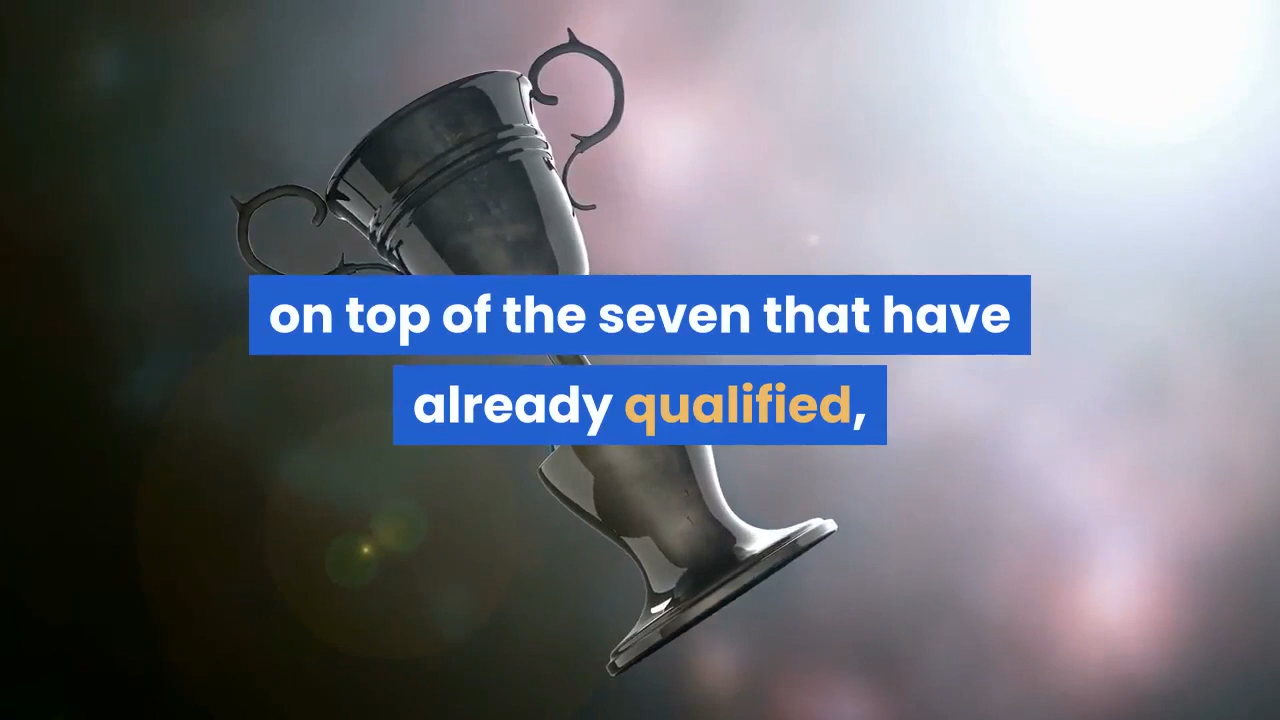 on top of the seven that have
already qualified,